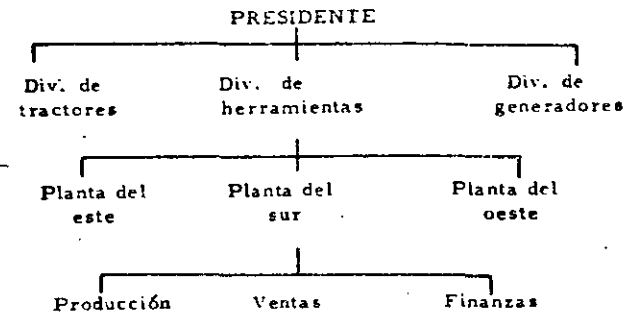 PRESIDENTE
Div. de
tractores
Div. de
herramientas
Div. de
generadores
Planta del
este
Planta del
sur
Planta del
oeste
Producción
Ventas
Finanzas